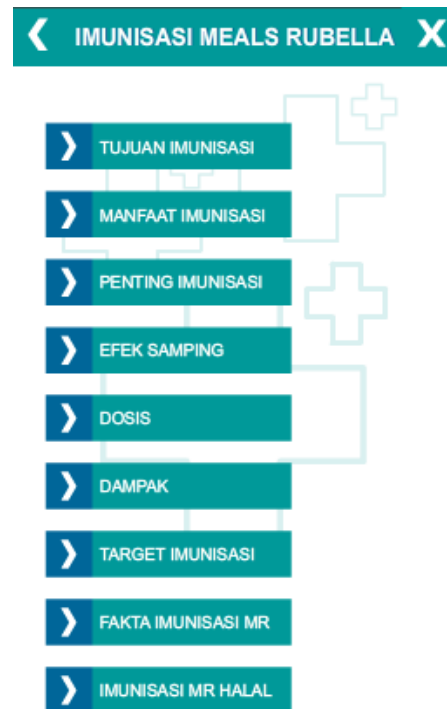 IMUNISASI MEALS RUBELLA X
TUJUAN IMUNISASI
MANFAAT IMUNISASI
PENTING IMUNISASI
EFEK SAMPING
DOSIS
DAMPAK
TARGET IMUNISASI
FAKTA IMUNISASI MR
IMUNISASI MR HALAL